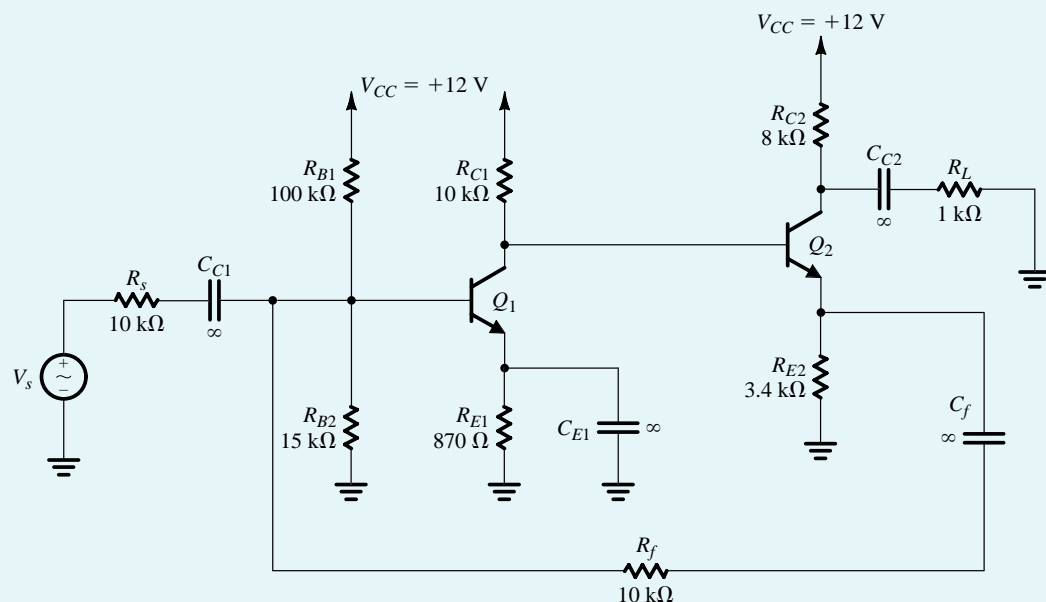 V_CC = +12 V
V_CC = +12 V
R_C2
8 kΩ
R_B1
100 kΩ
R_C1
10 kΩ
C_C2
∞
R_L
1 kΩ
Q_2
R_s
10 kΩ
C_C1
∞
Q_1
V_s
+
~
−
R_B2
15 kΩ
R_E1
870 Ω
C_E1
∞
R_E2
3.4 kΩ
C_f
∞
R_f
10 kΩ